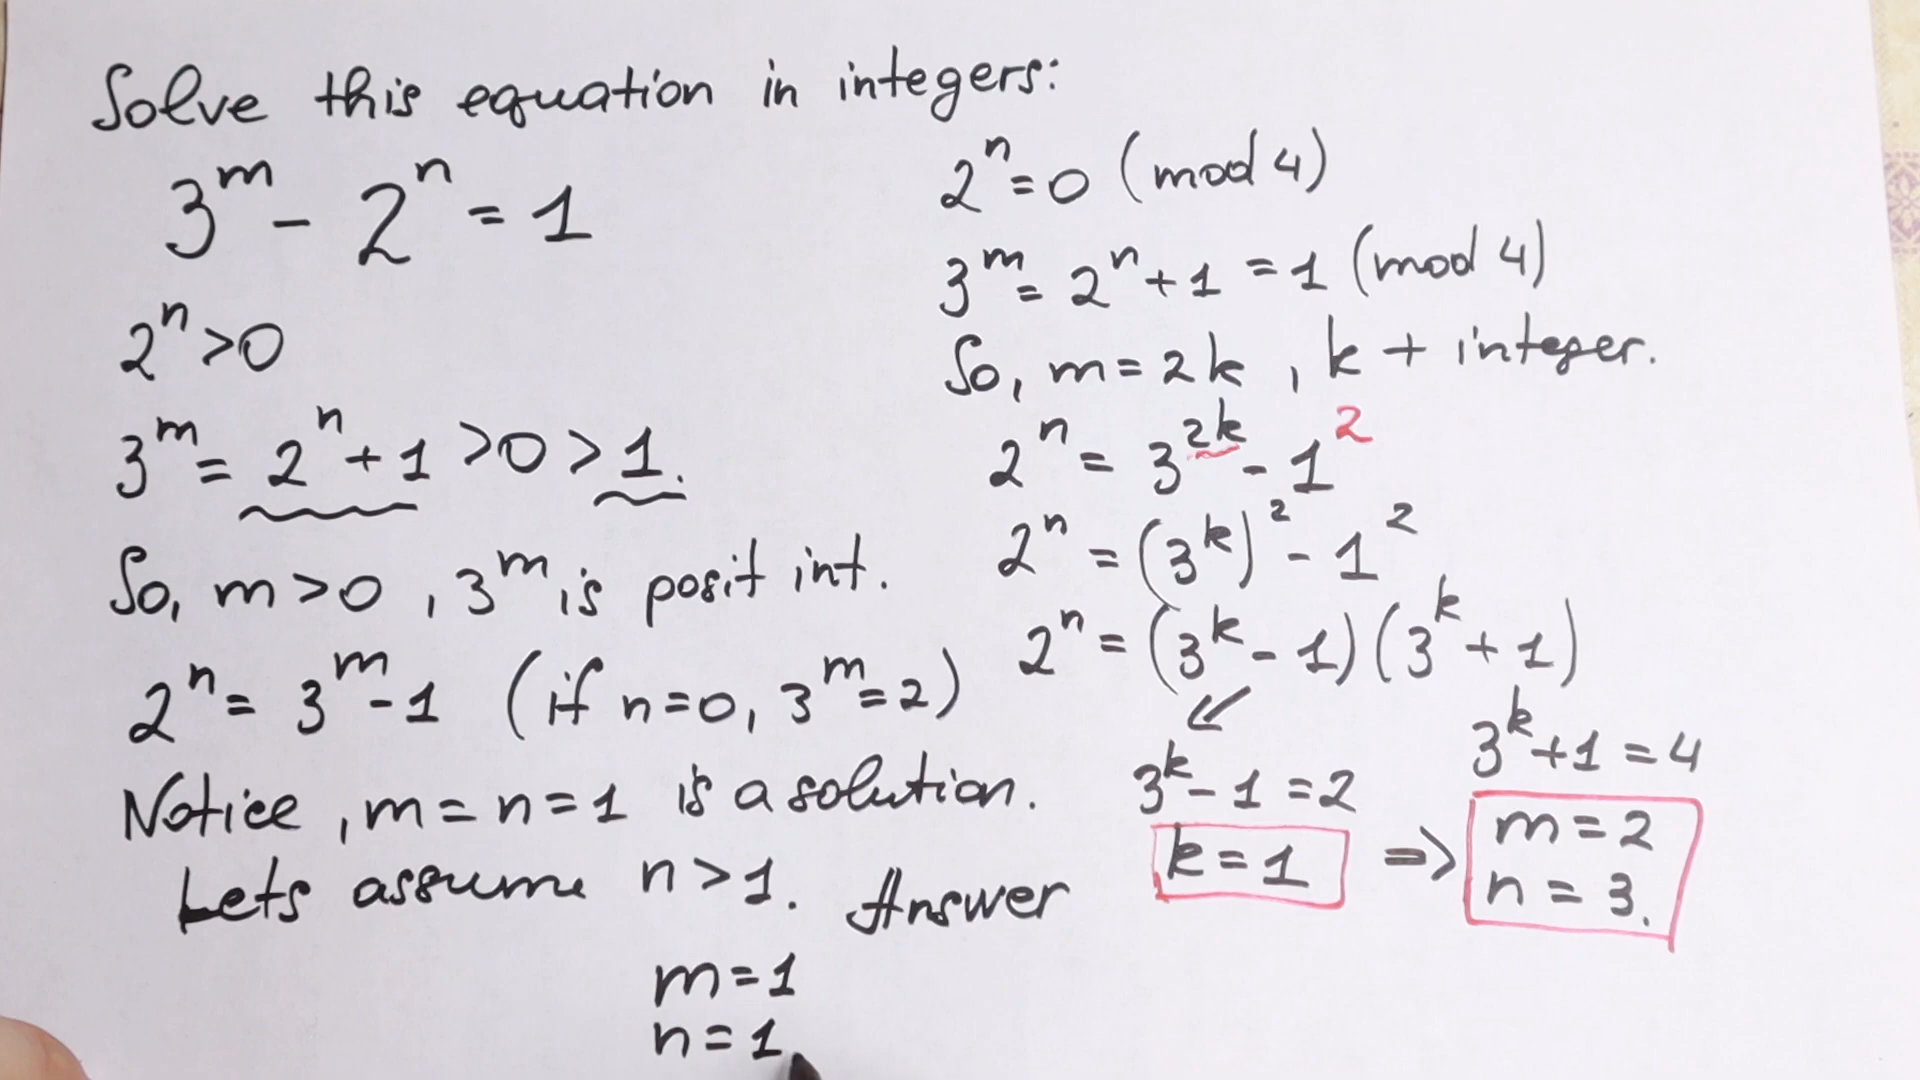 Solve this equation in integers:
3^m - 2^n = 1
2^n > 0
3^m = 2^n + 1 > 0 > 1.
So, m > 0, 3^m is posit int.
2^n = 3^m - 1 (if n = 0, 3^m = 2)
Notice, m = n = 1 is a solution.
Lets assume n > 1.
2^n = 0 (mod 4)
3^m = 2^n + 1 = 1 (mod 4)
So, m = 2k, k + integer.
2^n = 3^2k - 1^2
2^n = (3^k)^2 - 1^2
2^n = (3^k - 1)(3^k + 1)
3^k - 1 = 2
3^k + 1 = 4
k = 1 ⇒ m = 2
n = 3.
Answer
m = 1
n = 1